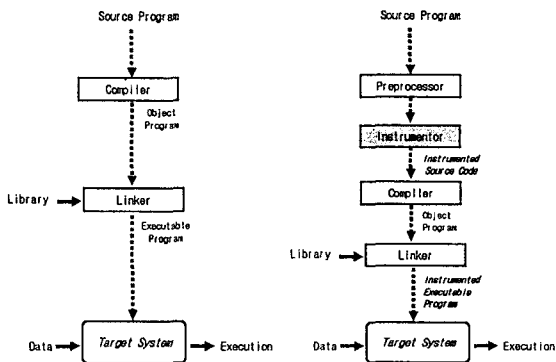 Source Program
Compiler
Object
Program
Library
Linker
Executable
Program
Data
Target System
Execution
Source Program
Preprocessor
Instrumentor
Instrumented
Source Code
Compiler
Object
Program
Library
Linker
Instrumented
Executable
Program
Data
Target System
Execution